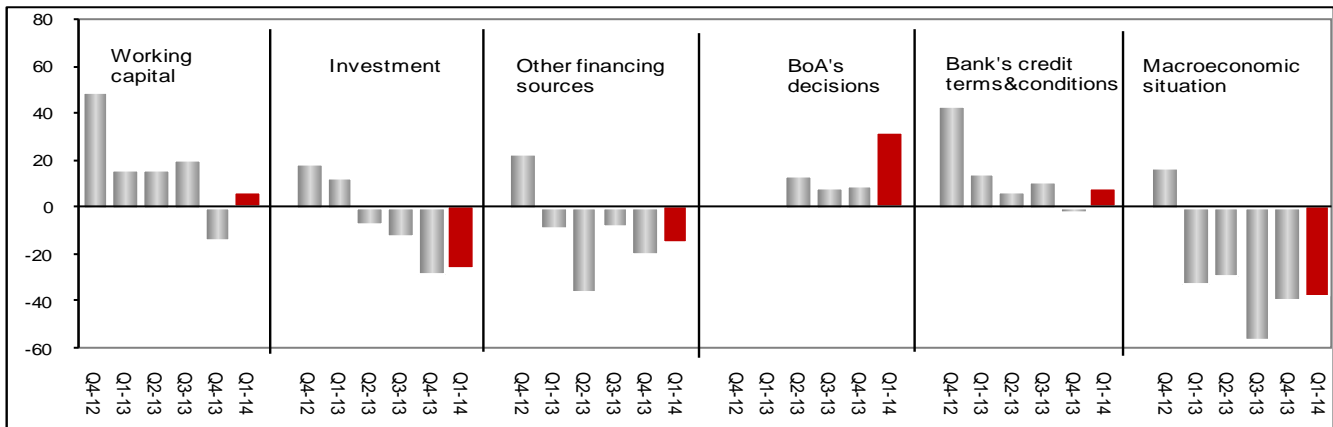 80
60
40
20
0
-20
-40
-60
Working
capital
Investment
Other financing
sources
BoA's
decisions
Bank's credit
terms&conditions
Macroeconomic
situation
Q4-12
Q1-13
Q2-13
Q3-13
Q4-13
Q1-14
Q4-12
Q1-13
Q2-13
Q3-13
Q4-13
Q1-14
Q4-12
Q1-13
Q2-13
Q3-13
Q4-13
Q1-14
Q4-12
Q1-13
Q2-13
Q3-13
Q4-13
Q1-14
Q4-12
Q1-13
Q2-13
Q3-13
Q4-13
Q1-14
Q4-12
Q1-13
Q2-13
Q3-13
Q4-13
Q1-14